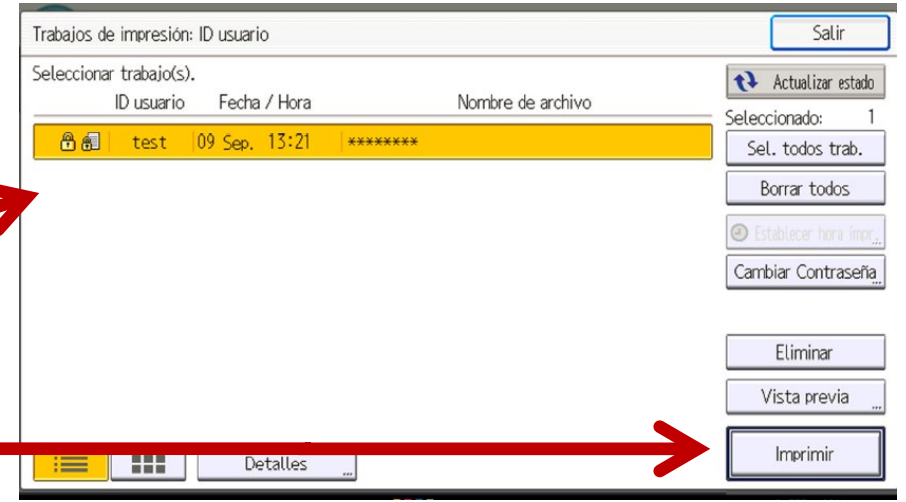 Trabajos de impresión: ID usuario
Salir
Seleccionar trabajo(s).
Actualizar estado
ID usuario Fecha / Hora Nombre de archivo
Seleccionado: 1
test 09 Sep. 13:21 ********
Sel. todos trab.
Borrar todos
Establecer hora impr...
Cambiar Contraseña...
Eliminar
Vista previa ...
Imprimir
Detalles ...